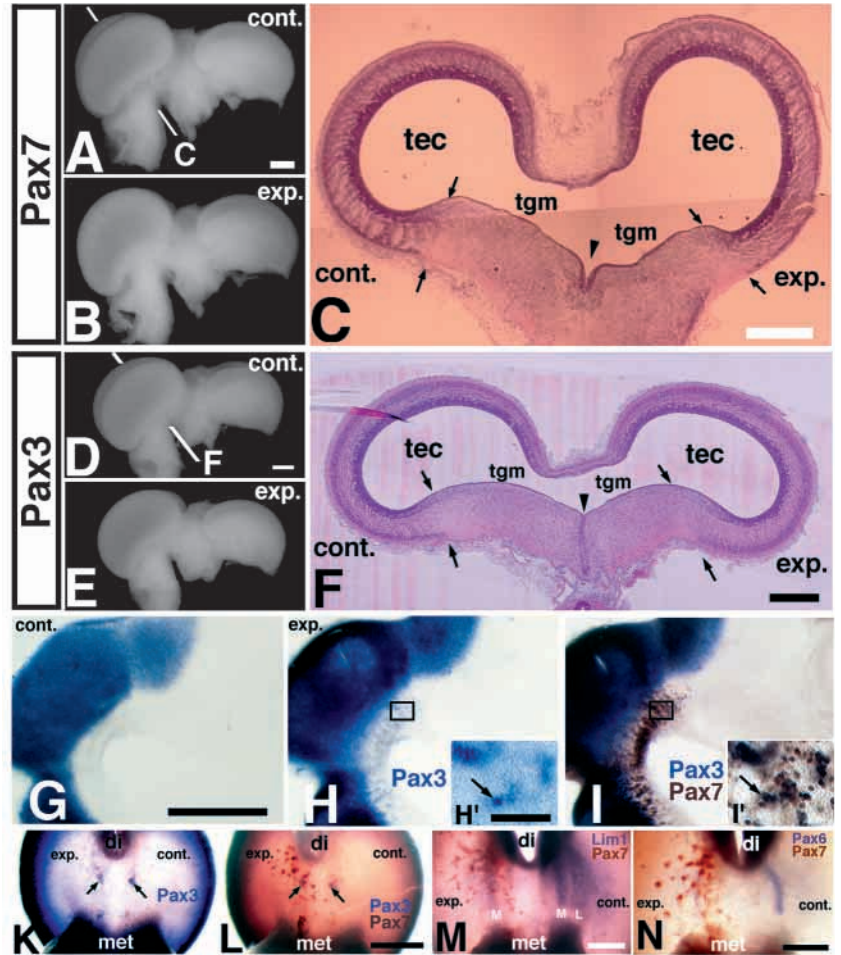 Pax7
cont.
A
C
exp.
B
tec
tec
tgm
tgm
cont.
exp.
C
Pax3
cont.
D
F
exp.
E
tec
tec
tgm
tgm
cont.
exp.
F
cont.
G
exp.
Pax3
H
H'
Pax3
Pax7
I
I'
di
exp.
cont.
Pax3
K
met
di
exp.
cont.
Pax3
Pax7
L
met
di
Lim1
Pax7
exp.
M
M
L
cont.
M
met
di
Pax6
Pax7
exp.
cont.
N
met